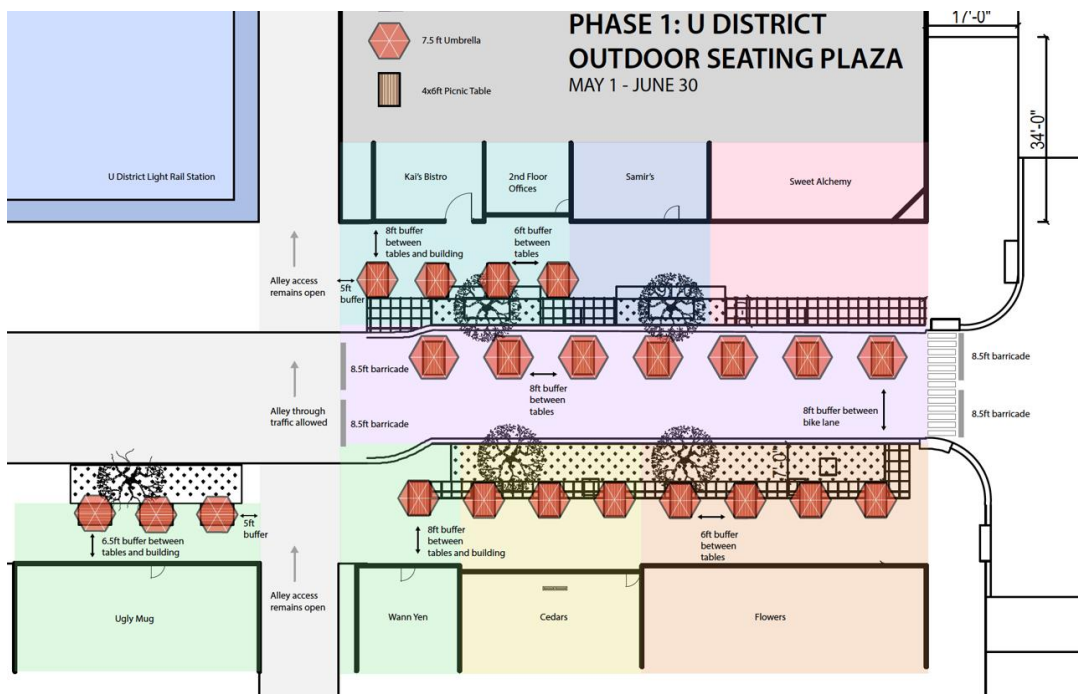 17'-0"
PHASE 1: U DISTRICT
OUTDOOR SEATING PLAZA
MAY 1 - JUNE 30
7.5 ft Umbrella
4x6ft Picnic Table
34'-0"
U District Light Rail Station
Kai's Bistro
2nd Floor
Offices
Samir's
Sweet Alchemy
8ft buffer
between
tables and building
6ft buffer
between
tables
Alley access
remains open
5ft
buffer
8.5ft barricade
8.5ft barricade
Alley through
traffic allowed
8ft buffer
between
tables
8ft buffer between
bike lane
8.5ft barricade
8.5ft barricade
7'-0"
5ft
buffer
6.5ft buffer between
tables and building
8ft buffer
between
tables and building
6ft buffer
between
tables
Alley access
remains open
Ugly Mug
Wann Yen
Cedars
Flowers